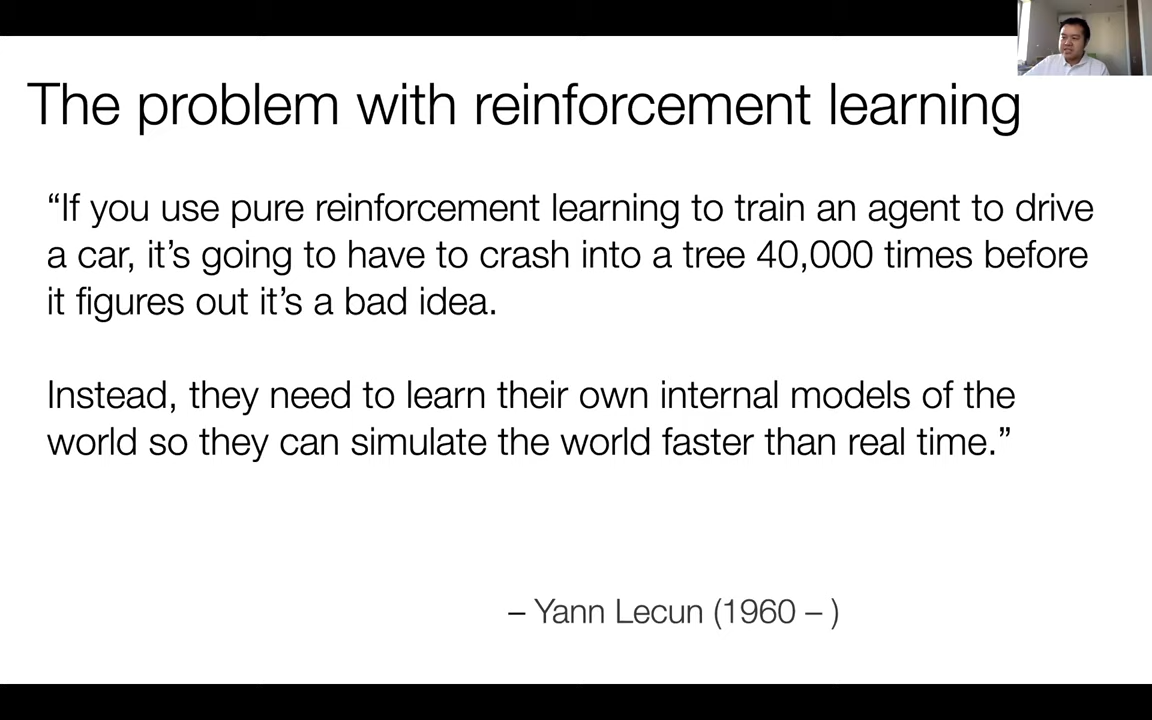 The problem with reinforcement learning
“If you use pure reinforcement learning to train an agent to drive
a car, it’s going to have to crash into a tree 40,000 times before
it figures out it’s a bad idea.
Instead, they need to learn their own internal models of the
world so they can simulate the world faster than real time.”
– Yann Lecun (1960 – )